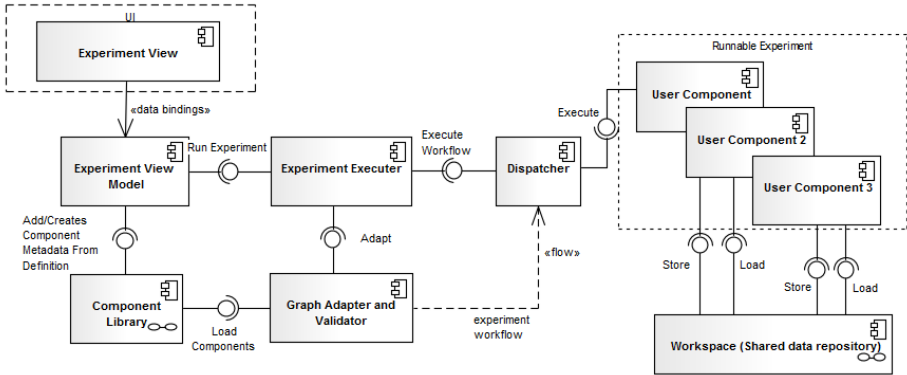 UI
Experiment View
«data bindings»
Experiment View
Model
Run Experiment
Experiment Executer
Execute
Workflow
Dispatcher
Execute
Runnable Experiment
User Component
User Component 2
User Component 3
Add/Creates
Component
Metadata From
Definition
Adapt
«flow»
Store
Load
Store
Load
Component
Library
Load
Components
Graph Adapter and
Validator
experiment
workflow
Workspace (Shared data repository)